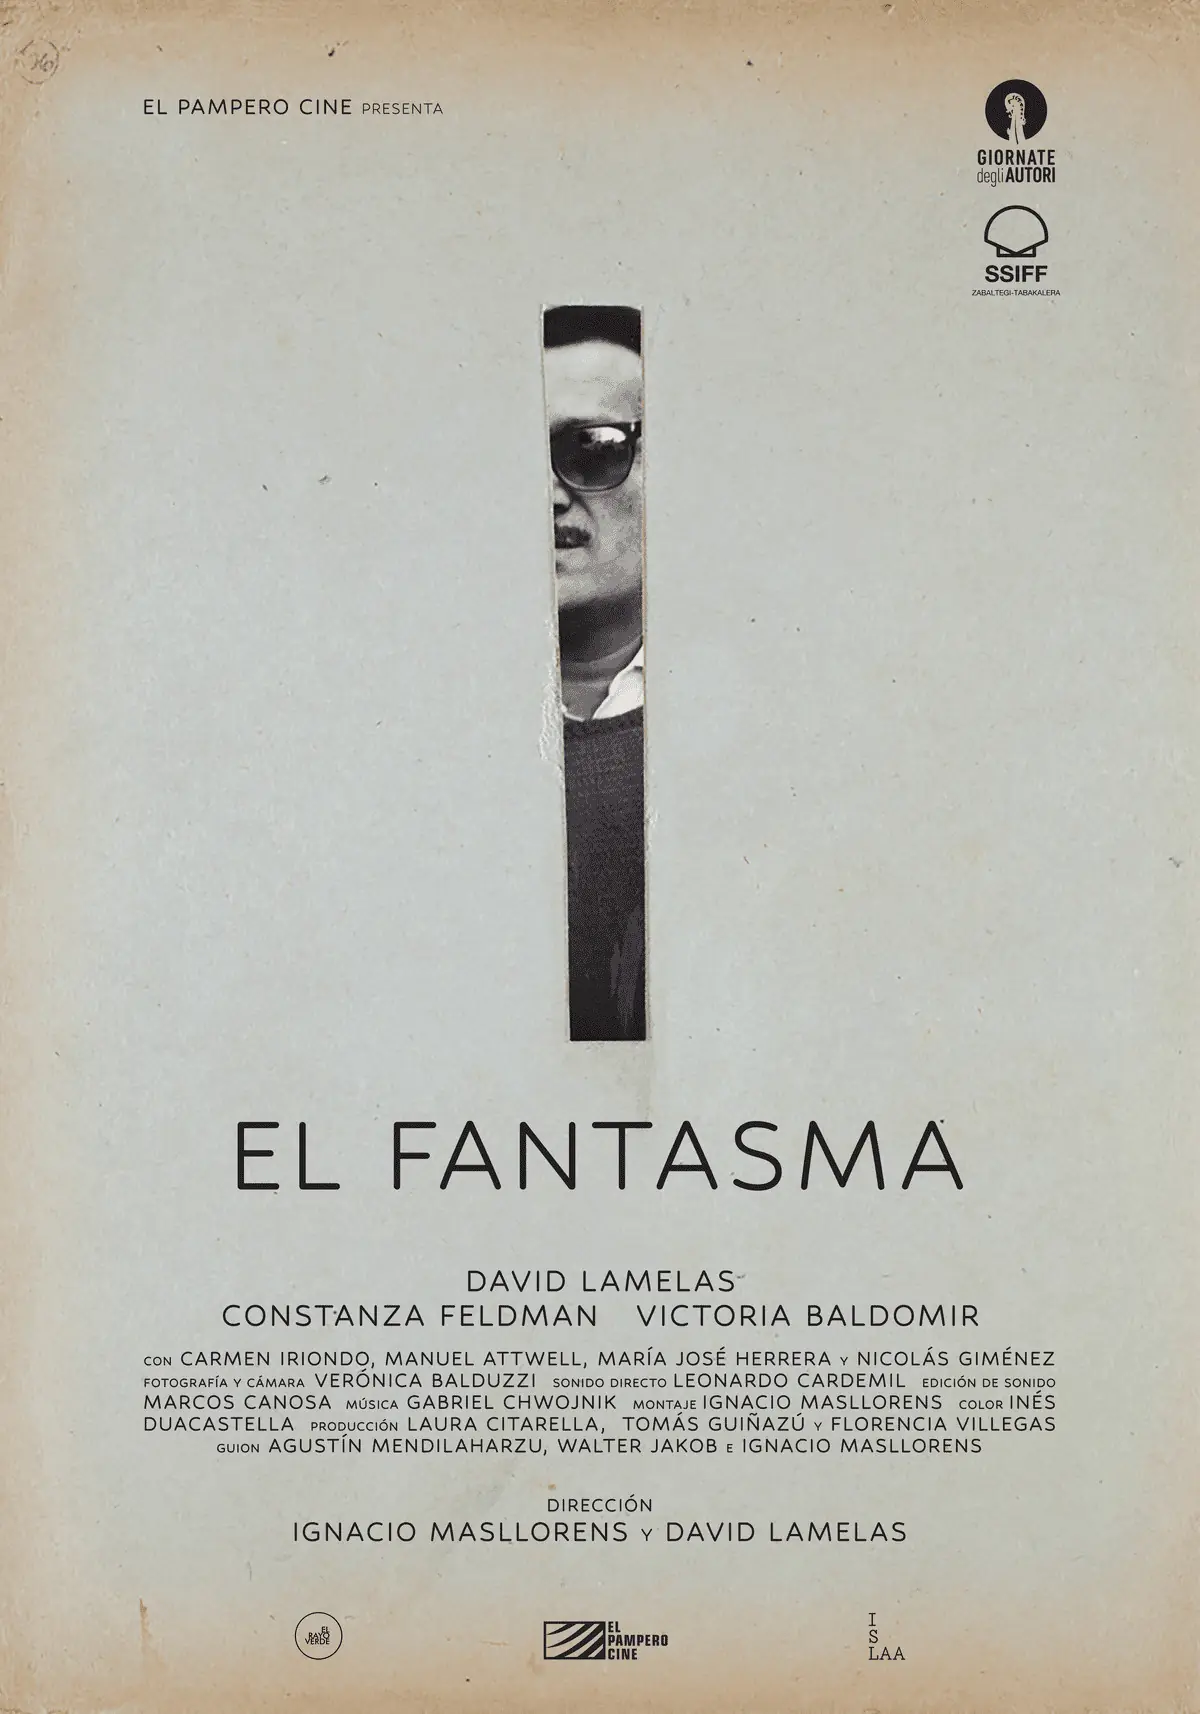 EL PAMPERO CINE PRESENTA
GIORNATE
degli AUTORI
SSIFF
ZABALTEGI-TABAKALERA
EL FANTASMA
DAVID LAMELAS
CONSTANZA FELDMAN VICTORIA BALDOMIR
CON CARMEN IRIONDO, MANUEL ATTWELL, MARÍA JOSÉ HERRERA Y NICOLÁS GIMÉNEZ
FOTOGRAFÍA Y CÁMARA VERÓNICA BALDUZZI SONIDO DIRECTO LEONARDO CARDEMIL EDICIÓN DE SONIDO
MARCOS CANOSA MÚSICA GABRIEL CHWOJNIK MONTAJE IGNACIO MASLLORENS COLOR INÉS
DUACASTELLA PRODUCCIÓN LAURA CITARELLA, TOMÁS GUIÑAZÚ Y FLORENCIA VILLEGAS
GUION AGUSTÍN MENDILAHARZU, WALTER JAKOB E IGNACIO MASLLORENS
DIRECCIÓN
IGNACIO MASLLORENS Y DAVID LAMELAS
EL
RAYO
VERDE
EL
PAMPERO
CINE
I
S
LAA